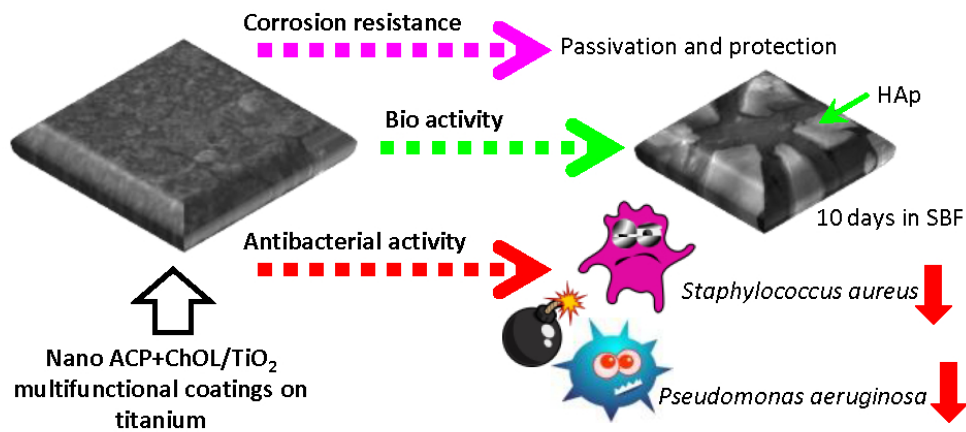 Corrosion resistance
Passivation and protection
HAp
Bio activity
10 days in SBF
Antibacterial activity
Staphylococcus aureus
Pseudomonas aeruginosa
Nano ACP+ChOL/TiO₂
multifunctional coatings on
titanium